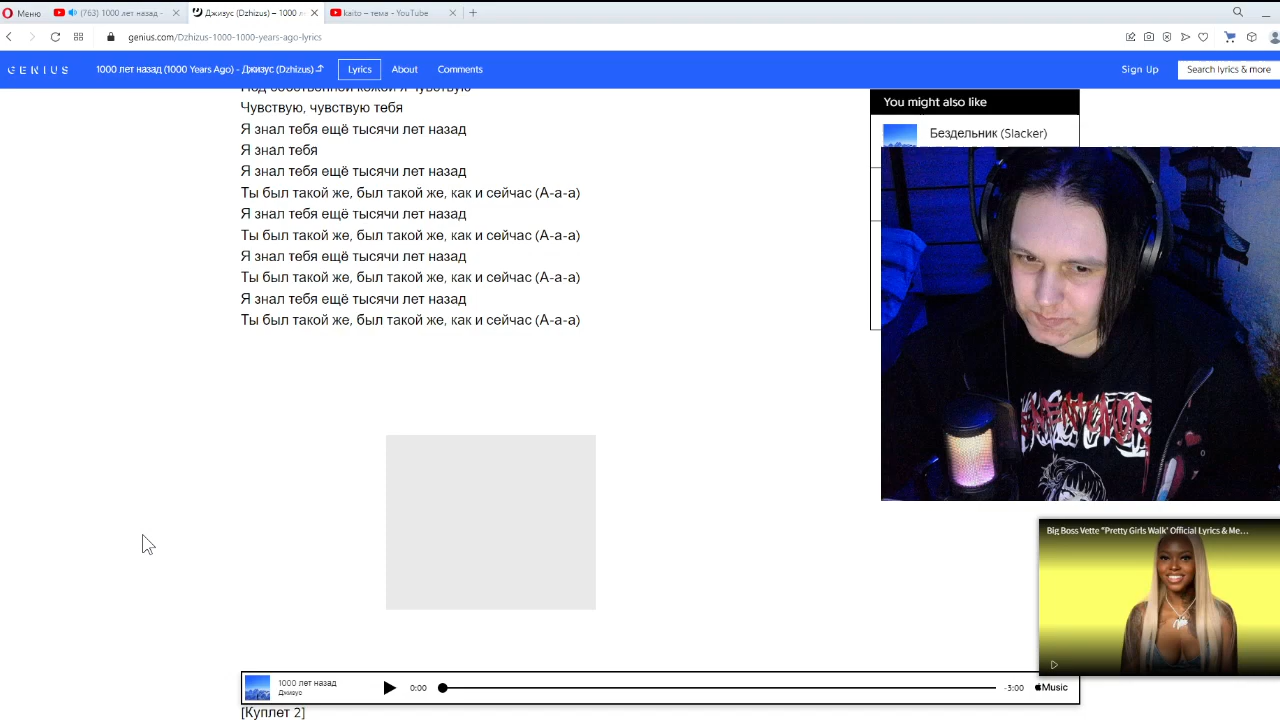 Меню
(763) 1000 лет назад -
Джизус (Dzhizus) – 1000 л
kaito – тема - YouTube
genius.com/Dzhizus-1000-1000-years-ago-lyrics
GENIUS
1000 лет назад (1000 Years Ago) - Джизус (Dzhizus)
Lyrics
About
Comments
Sign Up
Search lyrics & more
Под собственной кожей я чувствую
Чувствую, чувствую тебя
Я знал тебя ещё тысячи лет назад
Я знал тебя
Я знал тебя ещё тысячи лет назад
Ты был такой же, был такой же, как и сейчас (А-а-а)
Я знал тебя ещё тысячи лет назад
Ты был такой же, был такой же, как и сейчас (А-а-а)
Я знал тебя ещё тысячи лет назад
Ты был такой же, был такой же, как и сейчас (А-а-а)
Я знал тебя ещё тысячи лет назад
Ты был такой же, был такой же, как и сейчас (А-а-а)
You might also like
Бездельник (Slacker)
Big Boss Vette "Pretty Girls Walk" Official Lyrics & Me...
1000 лет назад
Джизус
0:00
-3:00
Music
[Куплет 2]